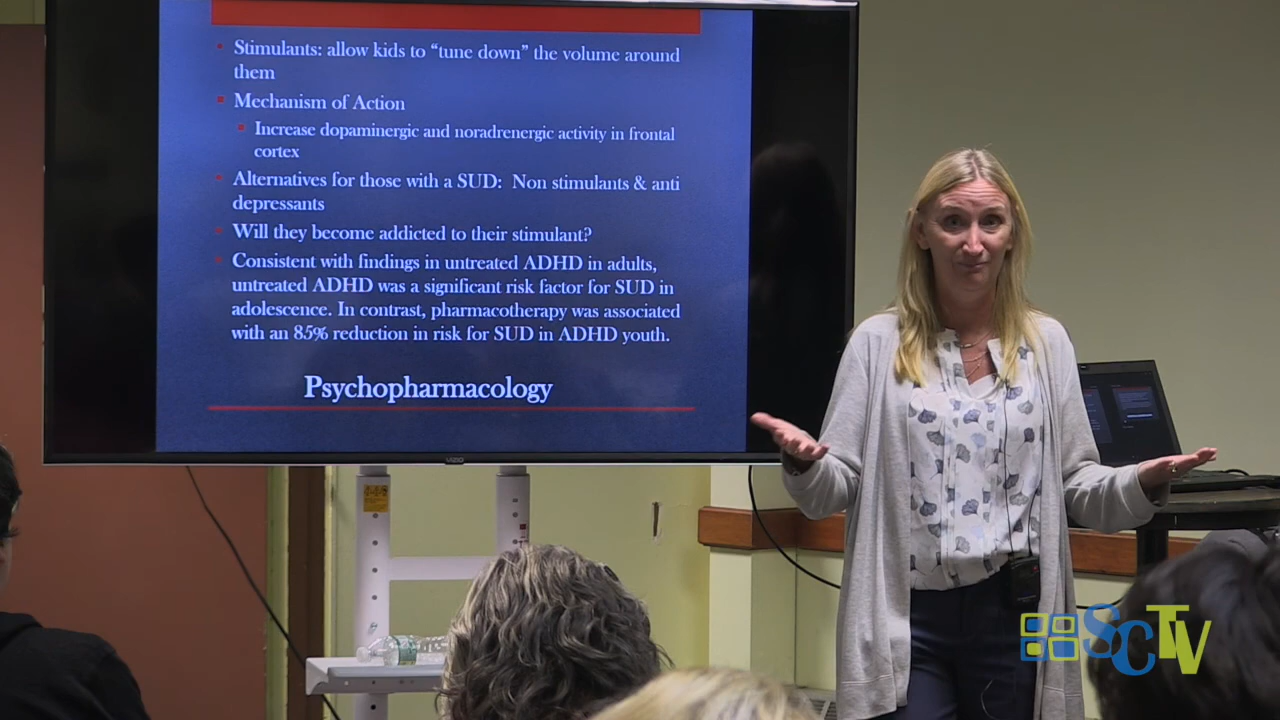 Stimulants: allow kids to “tune down” the volume around
them
Mechanism of Action
Increase dopaminergic and noradrenergic activity in frontal
cortex
Alternatives for those with a SUD: Non stimulants & anti
depressants
Will they become addicted to their stimulant?
Consistent with findings in untreated ADHD in adults,
untreated ADHD was a significant risk factor for SUD in
adolescence. In contrast, pharmacotherapy was associated
with an 85% reduction in risk for SUD in ADHD youth.
Psychopharmacology
VIZIO
SCTV